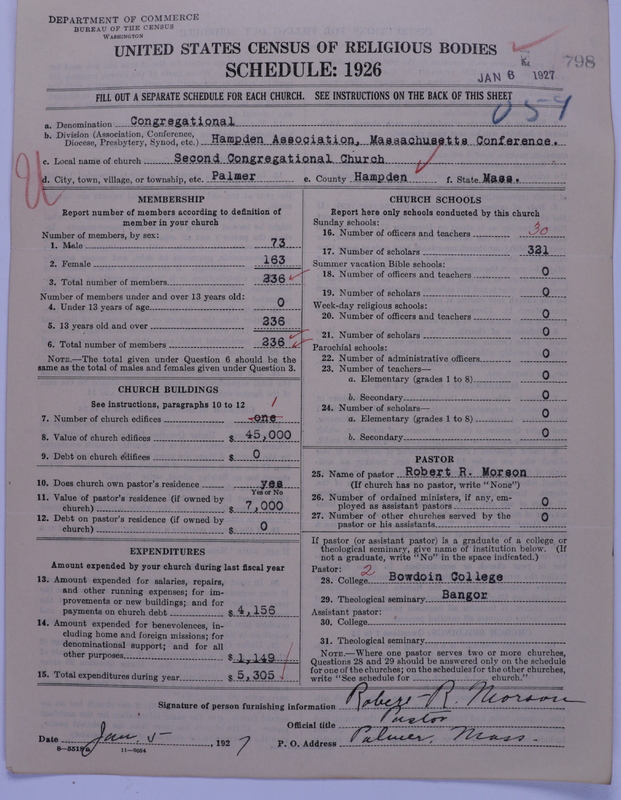 DEPARTMENT OF COMMERCE
BUREAU OF THE CENSUS
WASHINGTON
UNITED STATES CENSUS OF RELIGIOUS BODIES
SCHEDULE: 1926
JAN 6 1927
798
FILL OUT A SEPARATE SCHEDULE FOR EACH CHURCH. SEE INSTRUCTIONS ON THE BACK OF THIS SHEET
054
a. Denomination Congregational
b. Division (Association, Conference, Diocese, Presbytery, Synod, etc.) Hampden Association, Massachusetts Conference.
c. Local name of church Second Congregational Church
d. City, town, village, or township, etc. Palmer e. County Hampden f. State Mass.
MEMBERSHIP
Report number of members according to definition of
member in your church
Number of members, by sex:
1. Male 73
2. Female 163
3. Total number of members 236
Number of members under and over 13 years old:
4. Under 13 years of age 0
5. 13 years old and over 236
6. Total number of members 236
NOTE.—The total given under Question 6 should be the
same as the total of males and females given under Question 3.
CHURCH BUILDINGS
See instructions, paragraphs 10 to 12
7. Number of church edifices one 1
8. Value of church edifices $ 45,000
9. Debt on church edifices $ 0
10. Does church own pastor's residence yes
Yes or No
11. Value of pastor's residence (if owned by
church) $ 7,000
12. Debt on pastor's residence (if owned by
church) $ 0
EXPENDITURES
Amount expended by your church during last fiscal year
13. Amount expended for salaries, repairs,
and other running expenses; for im-
provements or new buildings; and for
payments on church debt $ 4,156
14. Amount expended for benevolences, in-
cluding home and foreign missions; for
denominational support; and for all
other purposes $ 1,149
15. Total expenditures during year $ 5,305
CHURCH SCHOOLS
Report here only schools conducted by this church
Sunday schools:
16. Number of officers and teachers 30
17. Number of scholars 321
Summer vacation Bible schools:
18. Number of officers and teachers 0
19. Number of scholars 0
Week-day religious schools:
20. Number of officers and teachers 0
21. Number of scholars 0
Parochial schools:
22. Number of administrative officers 0
23. Number of teachers—
a. Elementary (grades 1 to 8) 0
b. Secondary 0
24. Number of scholars—
a. Elementary (grades 1 to 8) 0
b. Secondary 0
PASTOR
25. Name of pastor Robert R. Morson
(If church has no pastor, write "None")
26. Number of ordained ministers, if any, em-
ployed as assistant pastors 0
27. Number of other churches served by the
pastor or his assistants 0
If pastor (or assistant pastor) is a graduate of a college or
theological seminary, give name of institution below. (If
not a graduate, write "No" in the space indicated.)
Pastor: 2
28. College Bowdoin College
29. Theological seminary Bangor
Assistant pastor:
30. College
31. Theological seminary
NOTE.—Where one pastor serves two or more churches,
Questions 28 and 29 should be answered only on the schedule
for one of the churches; on the schedules for the other churches,
write "See schedule for church."
Signature of person furnishing information Robert R. Morson
Official title Pastor
Date Jan. 5, 1927 P. O. Address Palmer, Mass.
8-5518a 11-9054